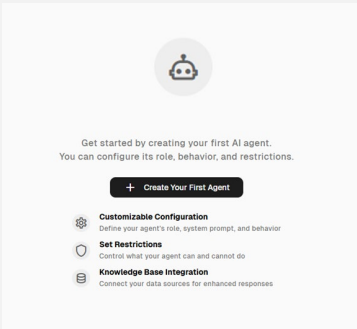 Get started by creating your first AI agent.
You can configure its role, behavior, and restrictions.
Create Your First Agent
Customizable Configuration
Define your agent's role, system prompt, and behavior
Set Restrictions
Control what your agent can and cannot do
Knowledge Base Integration
Connect your data sources for enhanced responses